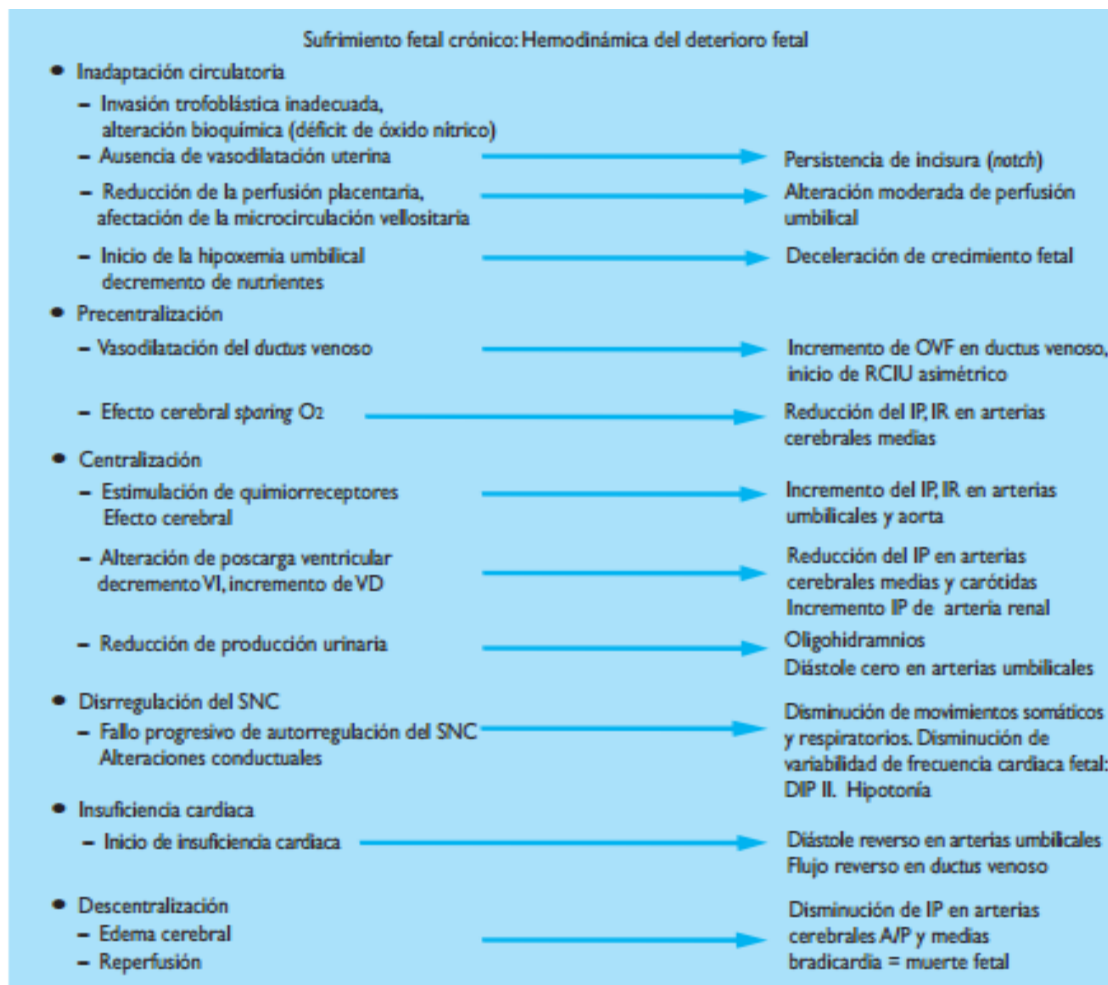 Sufrimiento fetal crónico: Hemodinámica del deterioro fetal
• Inadaptación circulatoria
– Invasión trofoblástica inadecuada,
alteración bioquímica (déficit de óxido nítrico)
– Ausencia de vasodilatación uterina
Persistencia de incisura (notch)
– Reducción de la perfusión placentaria,
afectación de la microcirculación vellositaria
Alteración moderada de perfusión
umbilical
– Inicio de la hipoxemia umbilical
decremento de nutrientes
Deceleración de crecimiento fetal
• Precentralización
– Vasodilatación del ductus venoso
Incremento de OVF en ductus venoso,
inicio de RCIU asimétrico
– Efecto cerebral sparing O2
Reducción del IP, IR en arterias
cerebrales medias
• Centralización
– Estimulación de quimiorreceptores
Efecto cerebral
Incremento del IP, IR en arterias
umbilicales y aorta
– Alteración de poscarga ventricular
decremento VI, incremento de VD
Reducción del IP en arterias
cerebrales medias y carótidas
Incremento IP de arteria renal
– Reducción de producción urinaria
Oligohidramnios
Diástole cero en arterias umbilicales
• Disrregulación del SNC
– Fallo progresivo de autorregulación del SNC
Alteraciones conductuales
Disminución de movimientos somáticos
y respiratorios. Disminución de
variabilidad de frecuencia cardiaca fetal:
DIP II. Hipotonía
• Insuficiencia cardiaca
– Inicio de insuficiencia cardiaca
Diástole reverso en arterias umbilicales
Flujo reverso en ductus venoso
• Descentralización
– Edema cerebral
– Reperfusión
Disminución de IP en arterias
cerebrales A/P y medias
bradicardia = muerte fetal